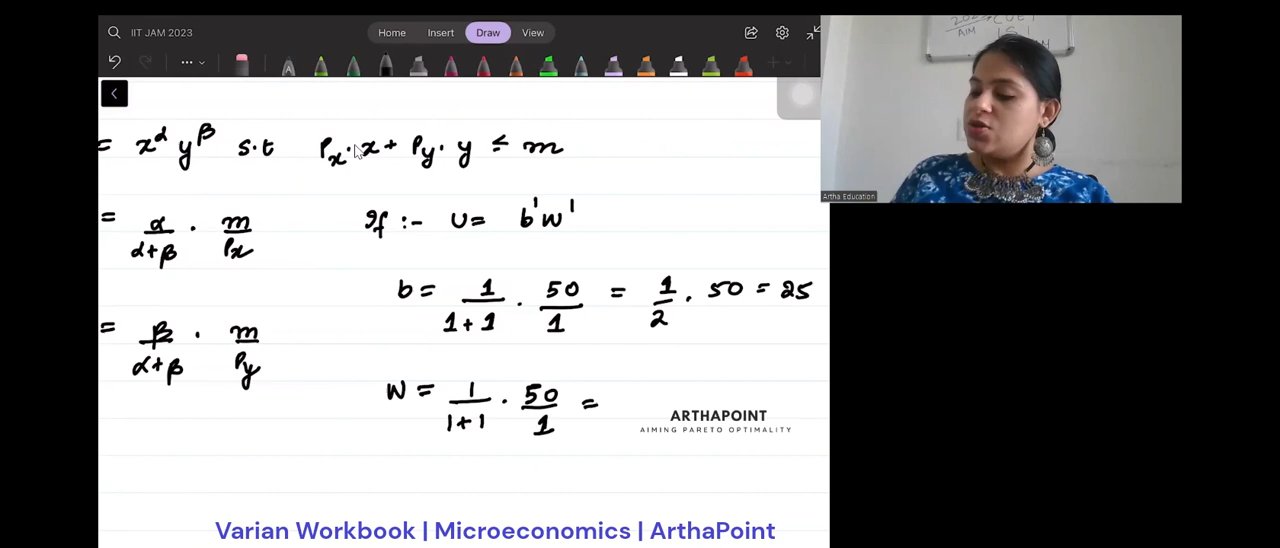 IIT JAM 2023
Home Insert Draw View
= x^α y^β s.t Px·x + Py·y ≤ m
= α/(α+β) · m/Px
If :- U = b¹w¹
b = 1/(1+1) · 50/1 = 1/2 · 50 = 25
= β/(α+β) · m/Py
W = 1/(1+1) · 50/1 =
ARTHAPOINT
AIMING PARETO OPTIMALITY
Artha Education
Varian Workbook | Microeconomics | ArthaPoint